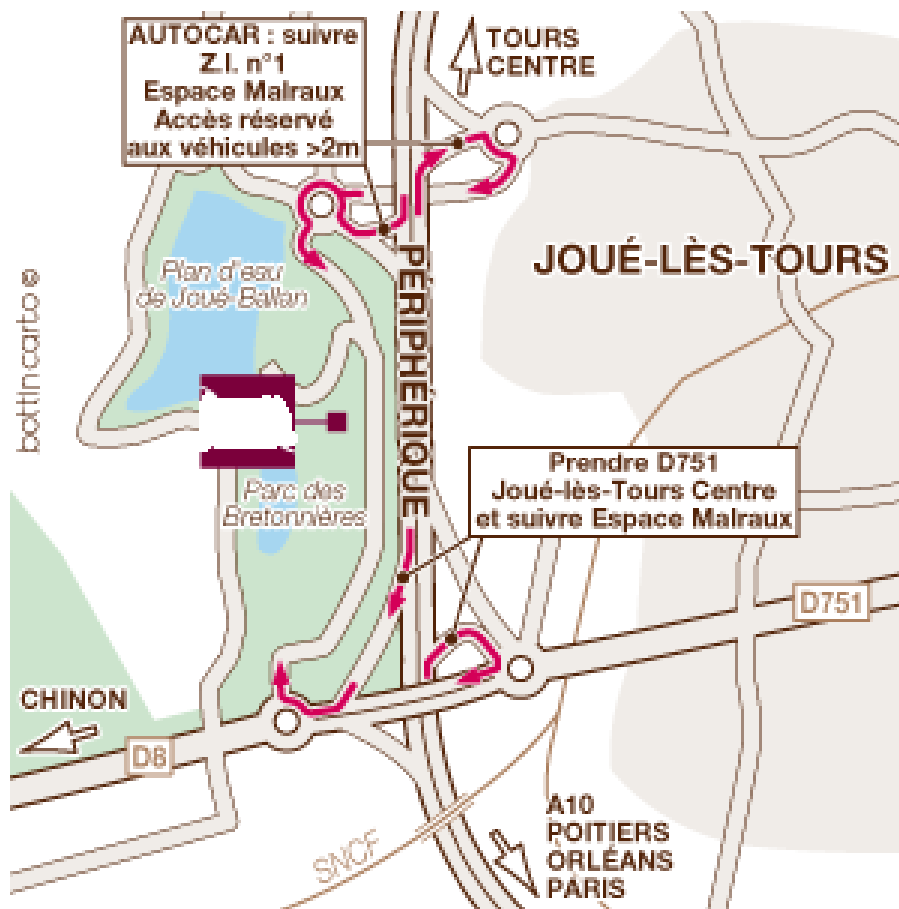 AUTOCAR : suivre
Z.I. n°1
Espace Malraux
Accès réservé
aux véhicules >2m
TOURS
CENTRE
JOUÉ-LÈS-TOURS
Plan d'eau
de Joué-Ballan
PÉRIPHÉRIQUE
bottincarto ©
Prendre D751
Joué-lès-Tours Centre
et suivre Espace Malraux
Parc des
Bretonnières
D751
CHINON
D8
SNCF
A10
POITIERS
ORLÉANS
PARIS